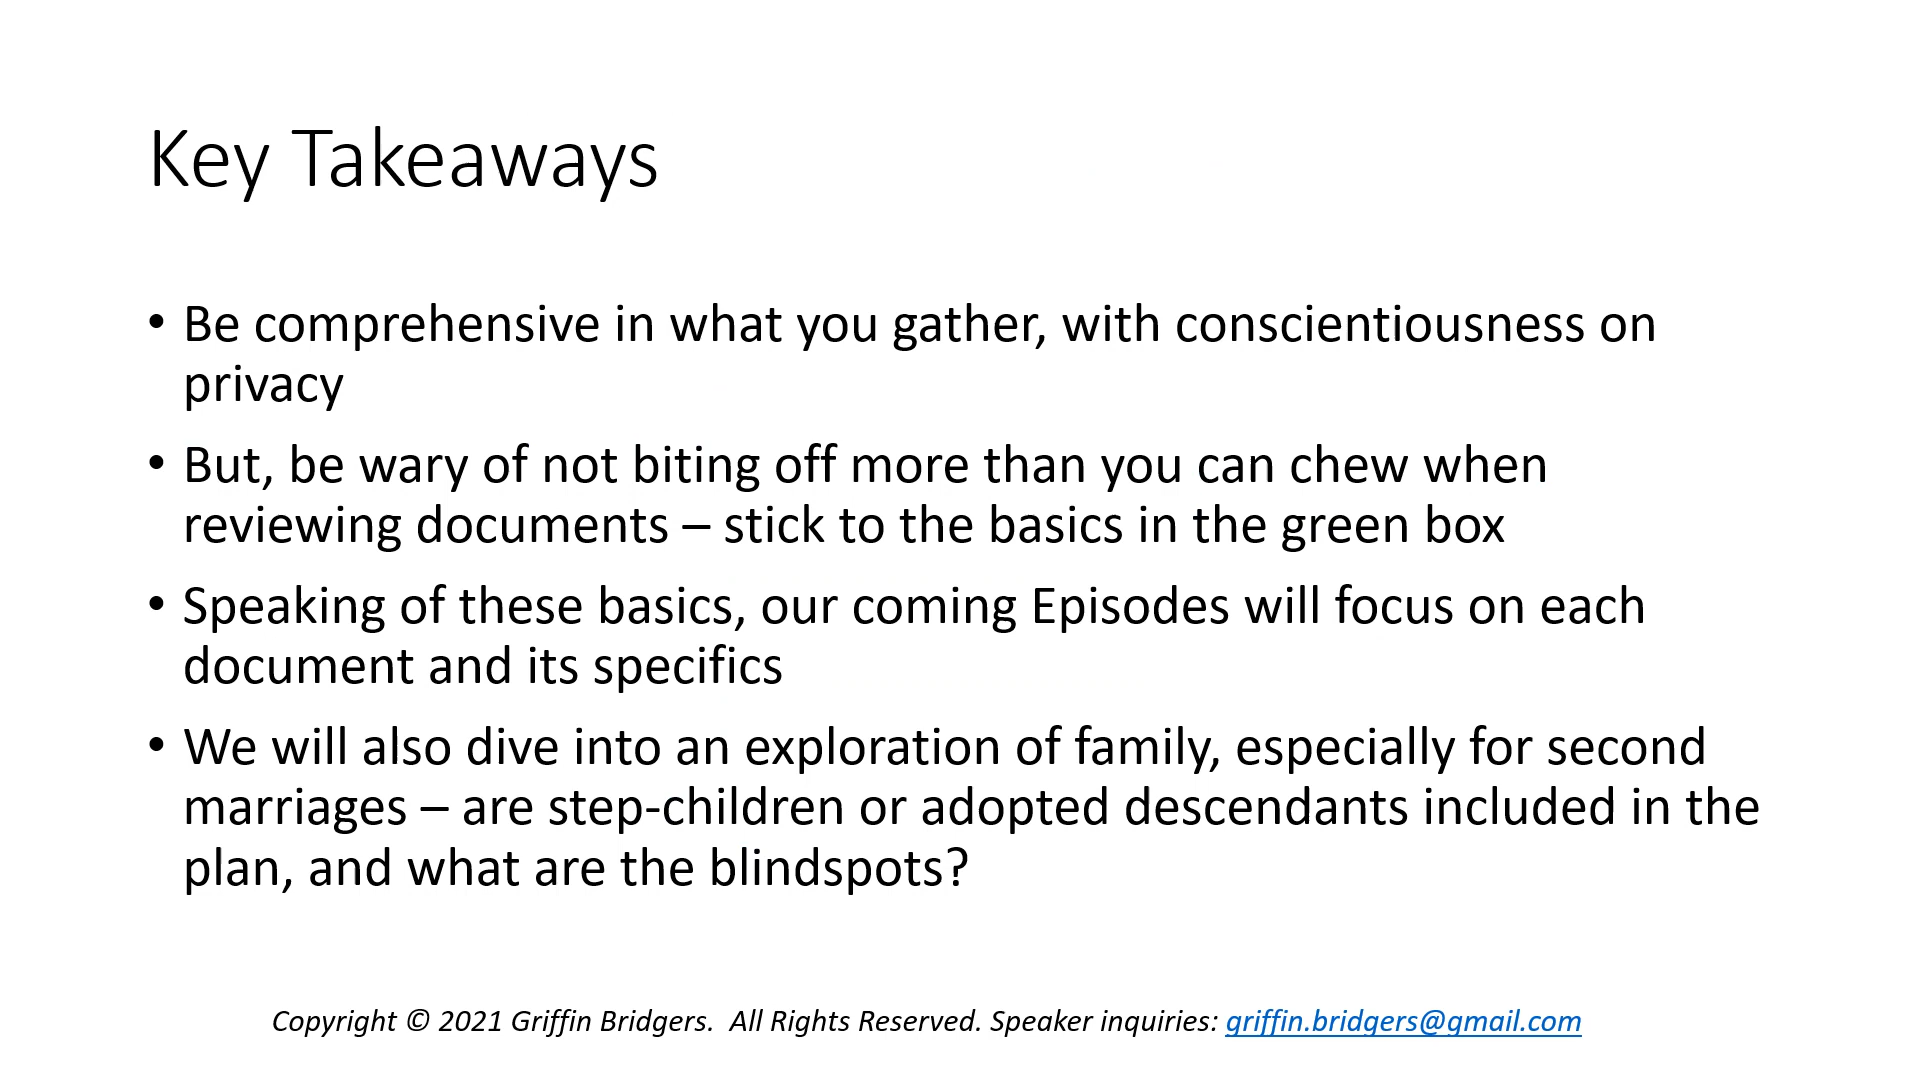 Key Takeaways
• Be comprehensive in what you gather, with conscientiousness on
privacy
• But, be wary of not biting off more than you can chew when
reviewing documents – stick to the basics in the green box
• Speaking of these basics, our coming Episodes will focus on each
document and its specifics
• We will also dive into an exploration of family, especially for second
marriages – are step-children or adopted descendants included in the
plan, and what are the blindspots?
Copyright © 2021 Griffin Bridgers.  All Rights Reserved. Speaker inquiries: griffin.bridgers@gmail.com